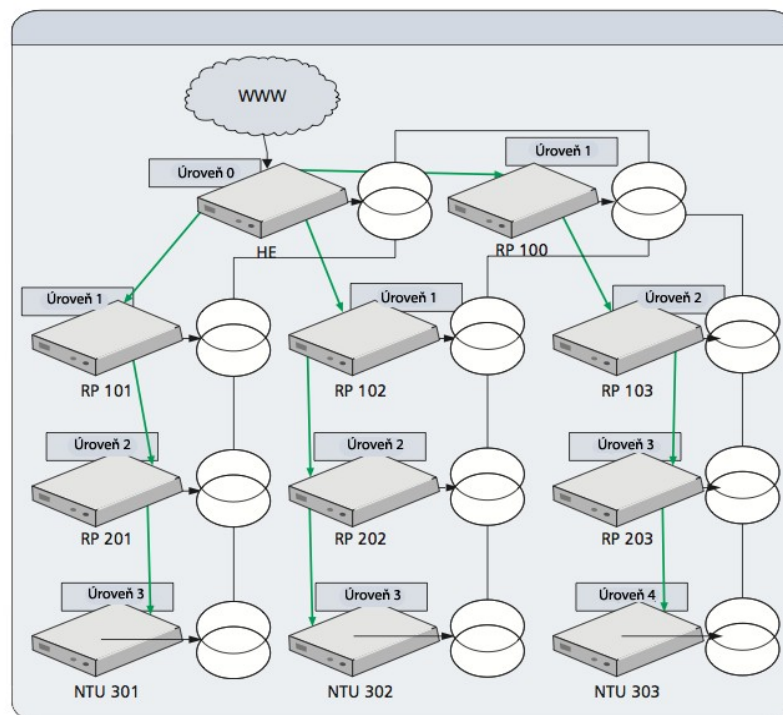 WWW
Úroveň 0
Úroveň 1
HE
RP 100
Úroveň 1
Úroveň 1
Úroveň 2
RP 101
RP 102
RP 103
Úroveň 2
Úroveň 2
Úroveň 3
RP 201
RP 202
RP 203
Úroveň 3
Úroveň 3
Úroveň 4
NTU 301
NTU 302
NTU 303